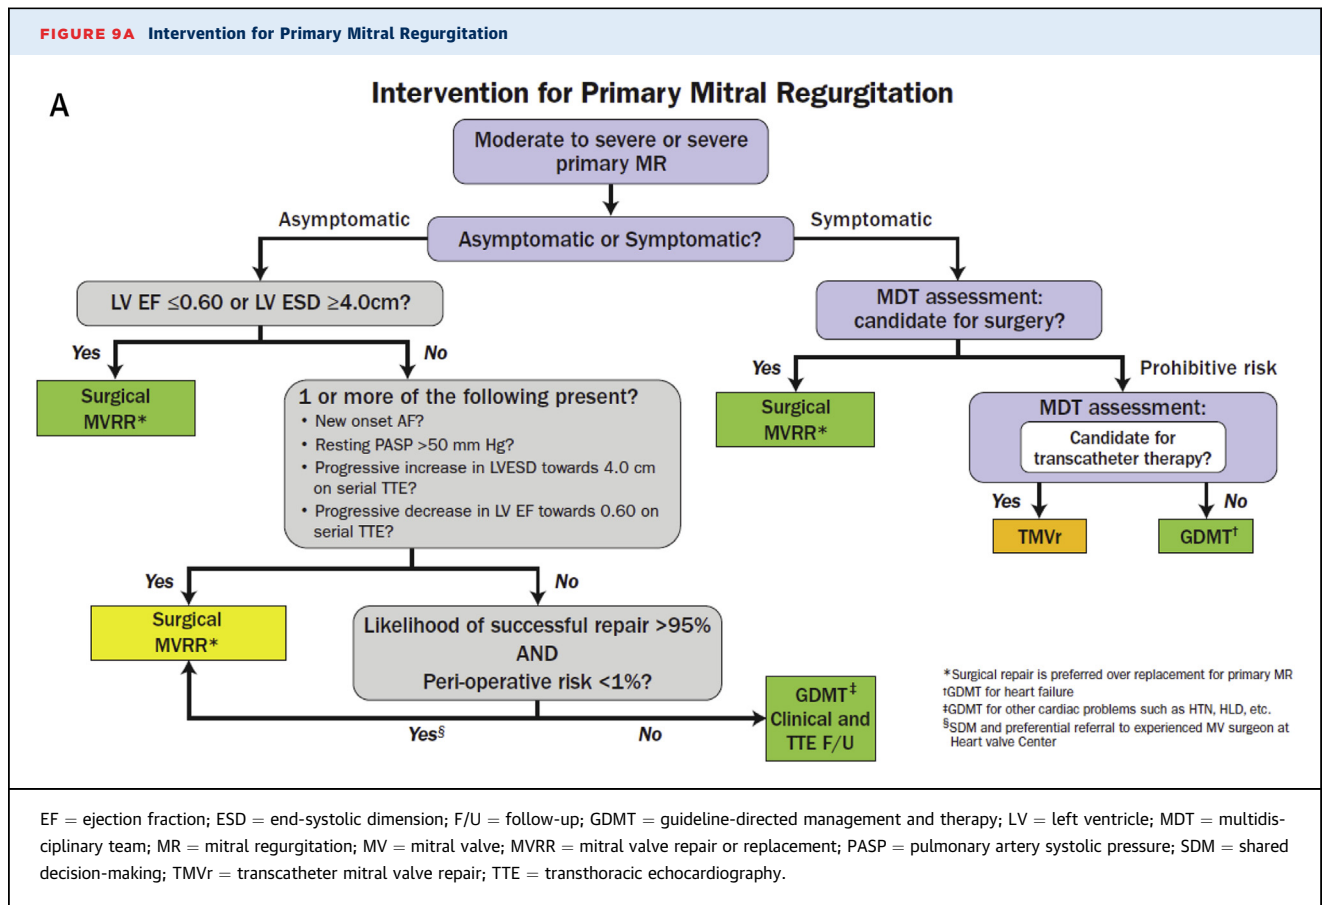 FIGURE 9A Intervention for Primary Mitral Regurgitation
A
Intervention for Primary Mitral Regurgitation
Moderate to severe or severe
primary MR
Asymptomatic
Symptomatic
Asymptomatic or Symptomatic?
LV EF ≤0.60 or LV ESD ≥4.0cm?
MDT assessment:
candidate for surgery?
Yes
No
Yes
Prohibitive risk
Surgical
MVRR*
1 or more of the following present?
• New onset AF?
• Resting PASP >50 mm Hg?
• Progressive increase in LVESD towards 4.0 cm
on serial TTE?
• Progressive decrease in LV EF towards 0.60 on
serial TTE?
Surgical
MVRR*
MDT assessment:
Candidate for
transcatheter therapy?
Yes
No
TMVr
GDMT†
Yes
No
Surgical
MVRR*
Likelihood of successful repair >95%
AND
Peri-operative risk <1%?
Yes§
No
GDMT‡
Clinical and
TTE F/U
*Surgical repair is preferred over replacement for primary MR
†GDMT for heart failure
‡GDMT for other cardiac problems such as HTN, HLD, etc.
§SDM and preferential referral to experienced MV surgeon at
Heart valve Center
EF = ejection fraction; ESD = end-systolic dimension; F/U = follow-up; GDMT = guideline-directed management and therapy; LV = left ventricle; MDT = multidis-
ciplinary team; MR = mitral regurgitation; MV = mitral valve; MVRR = mitral valve repair or replacement; PASP = pulmonary artery systolic pressure; SDM = shared
decision-making; TMVr = transcatheter mitral valve repair; TTE = transthoracic echocardiography.